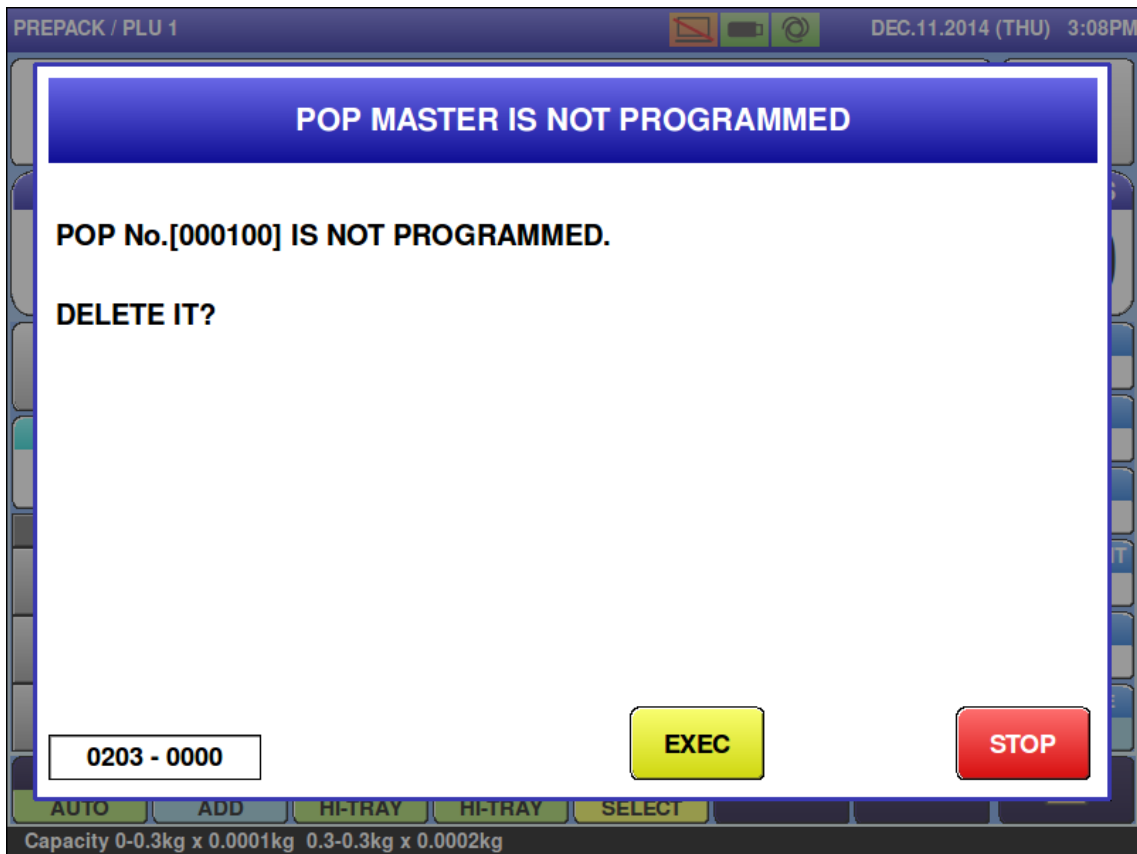 PREPACK / PLU 1 DEC.11.2014 (THU) 3:08PM
POP MASTER IS NOT PROGRAMMED
POP No.[000100] IS NOT PROGRAMMED.
DELETE IT?
0203 - 0000 EXEC STOP
AUTO ADD HI-TRAY HI-TRAY SELECT
Capacity 0-0.3kg x 0.0001kg 0.3-0.3kg x 0.0002kg